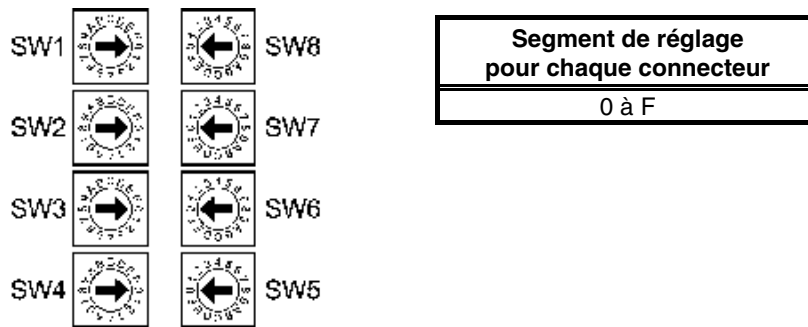 SW1
SW8
SW2
SW7
SW3
SW6
SW4
SW5
Segment de réglage
pour chaque connecteur
0 à F